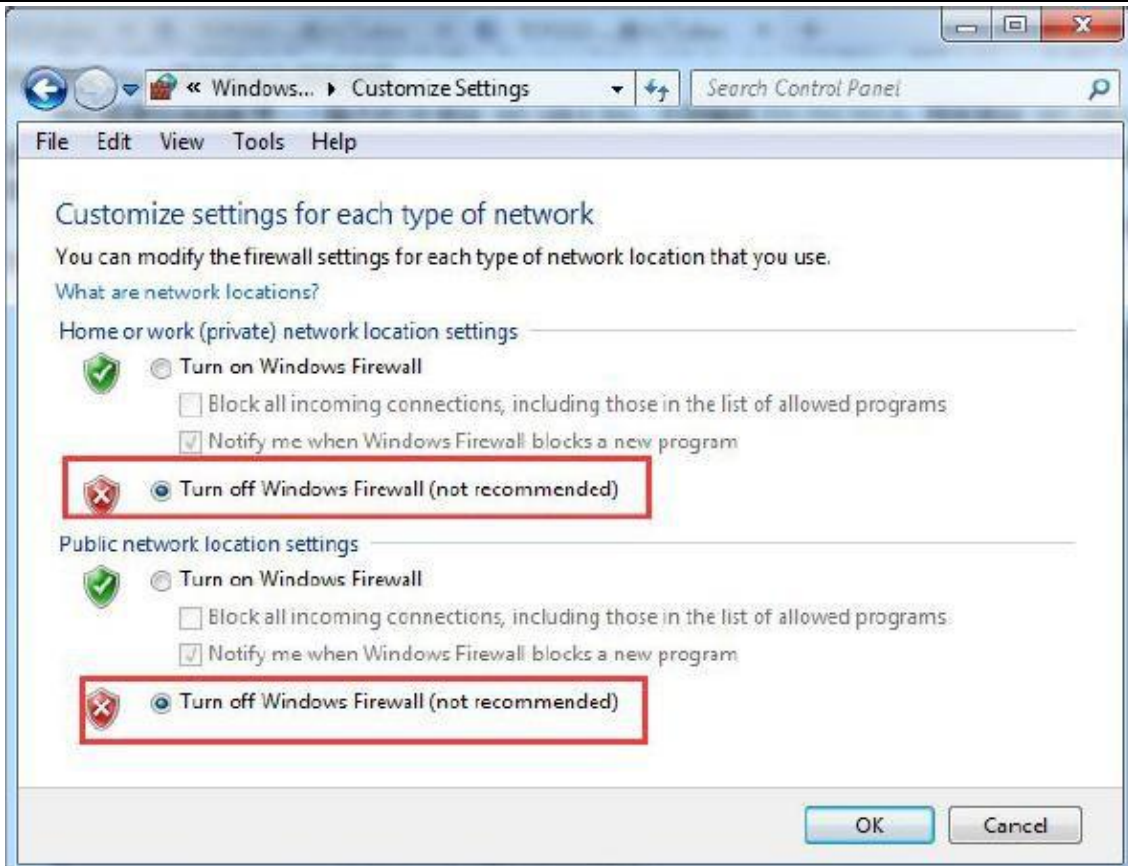 « Windows... ▸ Customize Settings
Search Control Panel
File Edit View Tools Help
Customize settings for each type of network
You can modify the firewall settings for each type of network location that you use.
What are network locations?
Home or work (private) network location settings
Turn on Windows Firewall
Block all incoming connections, including those in the list of allowed programs
Notify me when Windows Firewall blocks a new program
Turn off Windows Firewall (not recommended)
Public network location settings
Turn on Windows Firewall
Block all incoming connections, including those in the list of allowed programs
Notify me when Windows Firewall blocks a new program
Turn off Windows Firewall (not recommended)
OK Cancel